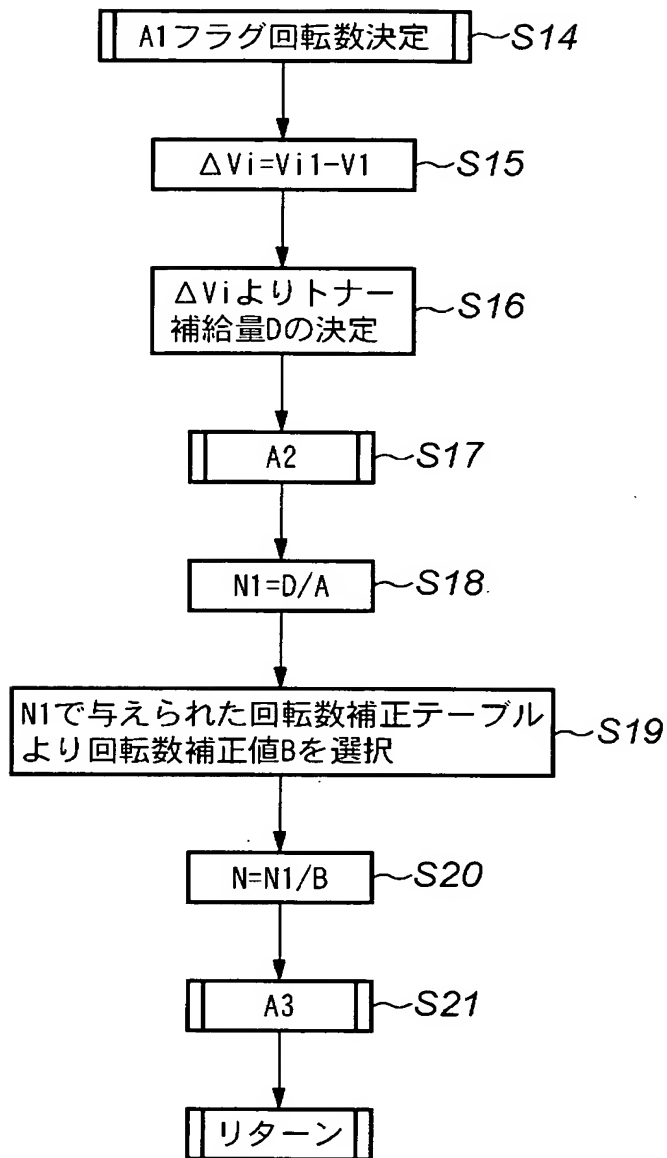 A1フラグ回転数決定 S14
ΔVi=Vi1-V1 S15
ΔViよりトナー
補給量Dの決定 S16
A2 S17
N1=D/A S18
N1で与えられた回転数補正テーブル
より回転数補正値Bを選択 S19
N=N1/B S20
A3 S21
リターン